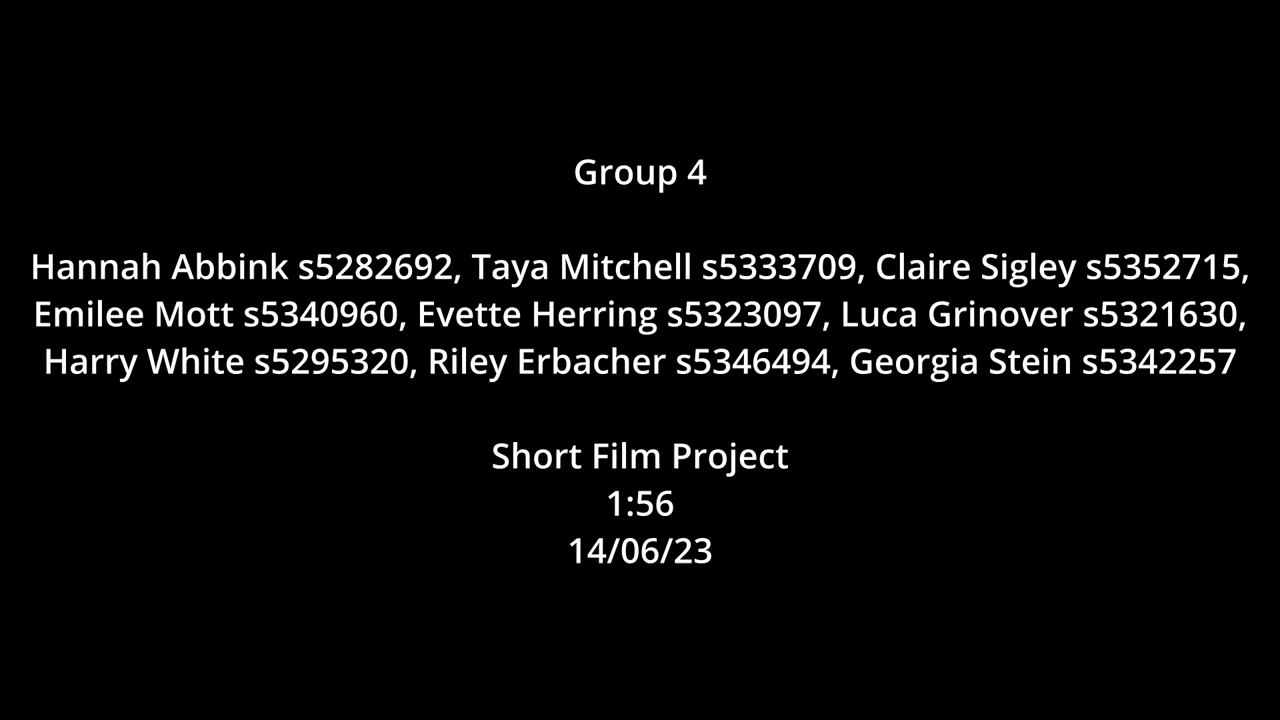 Group 4
Hannah Abbink s5282692, Taya Mitchell s5333709, Claire Sigley s5352715,
Emilee Mott s5340960, Evette Herring s5323097, Luca Grinover s5321630,
Harry White s5295320, Riley Erbacher s5346494, Georgia Stein s5342257
Short Film Project
1:56
14/06/23